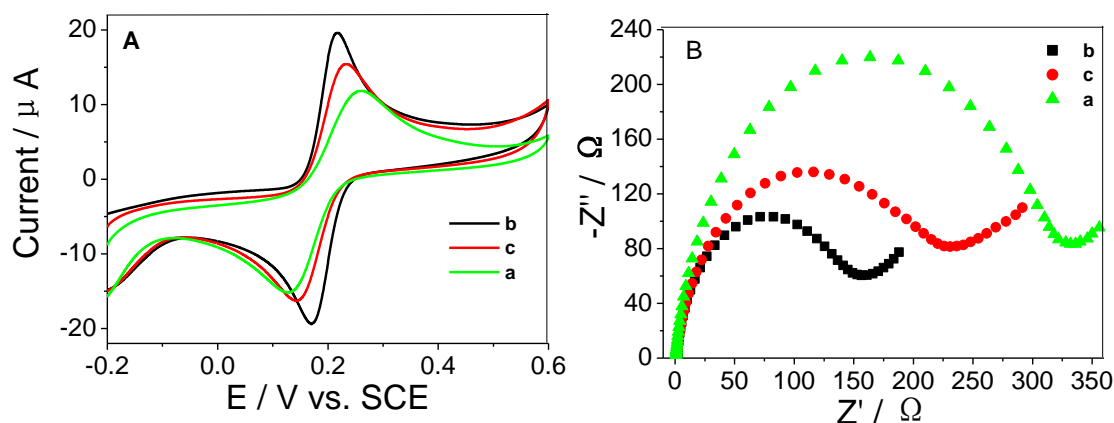 A
20
10
0
-10
-20
Current / μ A
b
c
a
-0.2
0.0
0.2
0.4
0.6
E / V vs. SCE
B
240
200
160
120
80
40
0
-Z'' / Ω
b
c
a
0
50
100
150
200
250
300
350
Z' / Ω